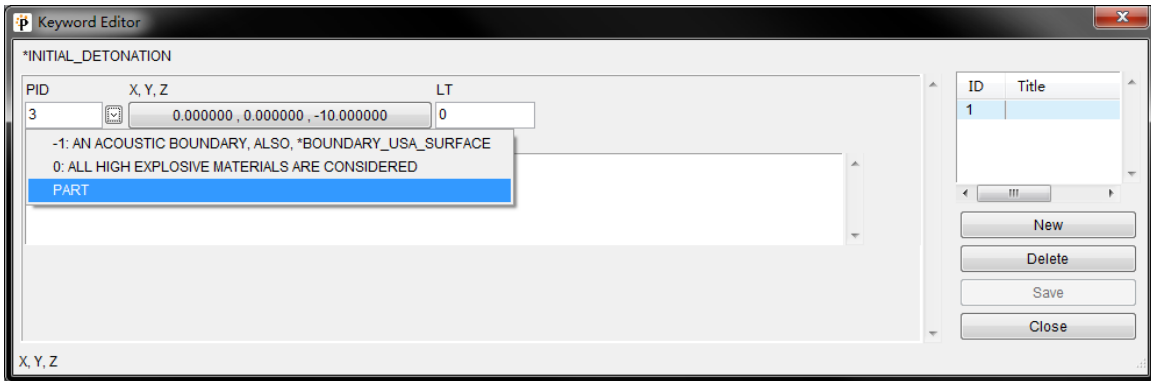 Keyword Editor
*INITIAL_DETONATION
PID X, Y, Z LT
3 0.000000 , 0.000000 , -10.000000 0
-1: AN ACOUSTIC BOUNDARY, ALSO, *BOUNDARY_USA_SURFACE
0: ALL HIGH EXPLOSIVE MATERIALS ARE CONSIDERED
PART
ID Title
1
New
Delete
Save
Close
X, Y, Z